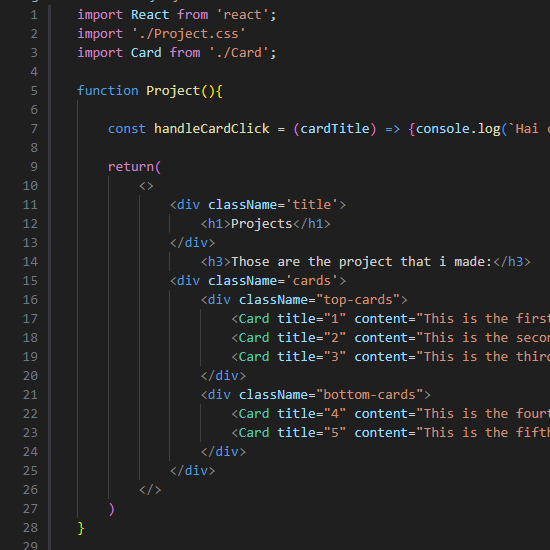 1 import React from 'react';
2 import './Project.css'
3 import Card from './Card';
4
5 function Project(){
6
7 const handleCardClick = (cardTitle) => {console.log(`Hai
8
9 return(
10 <>
11 <div className='title'>
12 <h1>Projects</h1>
13 </div>
14 <h3>Those are the project that i made:</h3>
15 <div className='cards'>
16 <div className="top-cards">
17 <Card title="1" content="This is the first
18 <Card title="2" content="This is the secon
19 <Card title="3" content="This is the third
20 </div>
21 <div className="bottom-cards">
22 <Card title="4" content="This is the fourt
23 <Card title="5" content="This is the fifth
24 </div>
25 </div>
26 </>
27 )
28 }
29